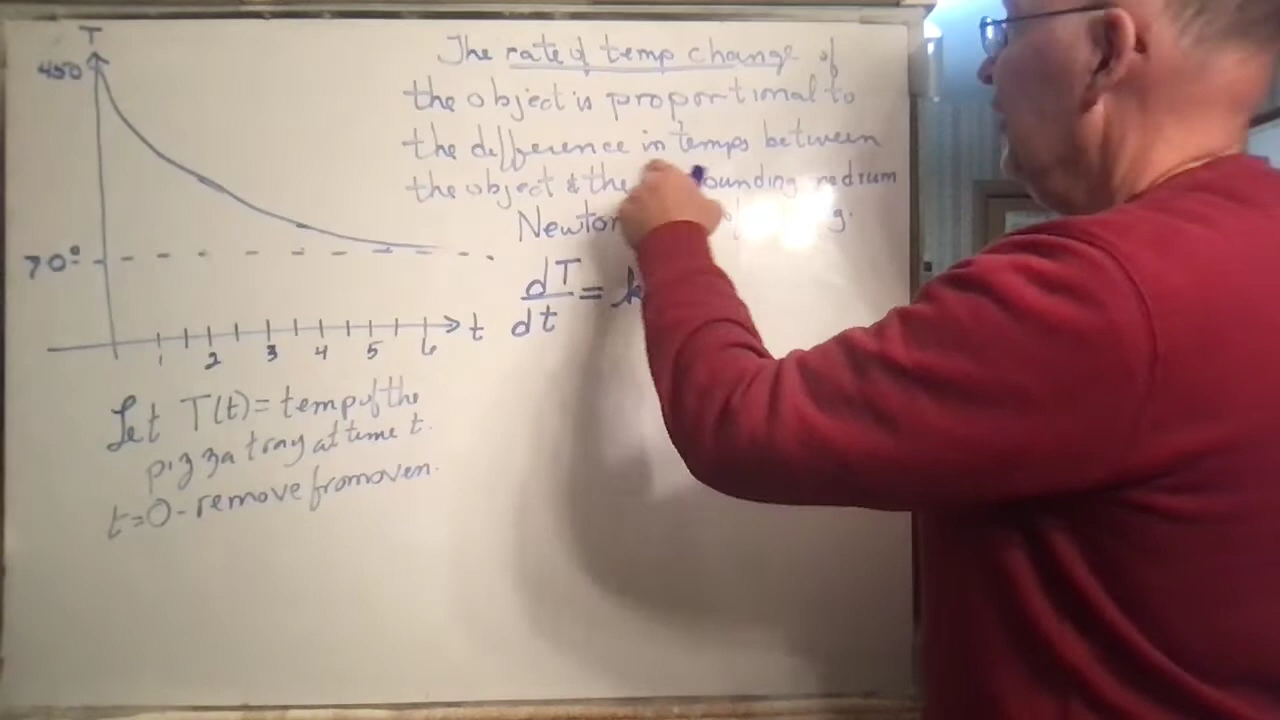 T
450
70°
1 2 3 4 5 6
t
Let T(t) = temp of the
pizza tray at time t.
t=0 - remove from oven.
The rate of temp change of
the object is proportional to
the difference in temps between
the object & the ounding medium
Newton
dT/dt = k